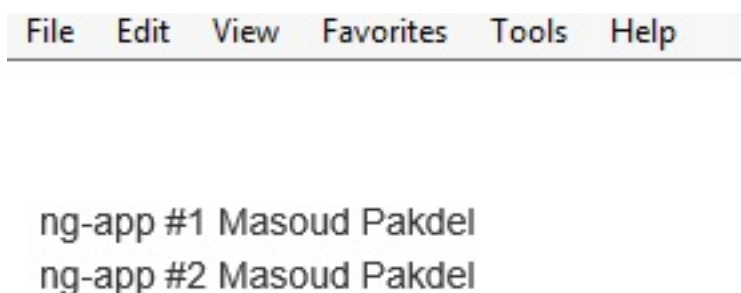 File Edit View Favorites Tools Help
ng-app #1 Masoud Pakdel
ng-app #2 Masoud Pakdel